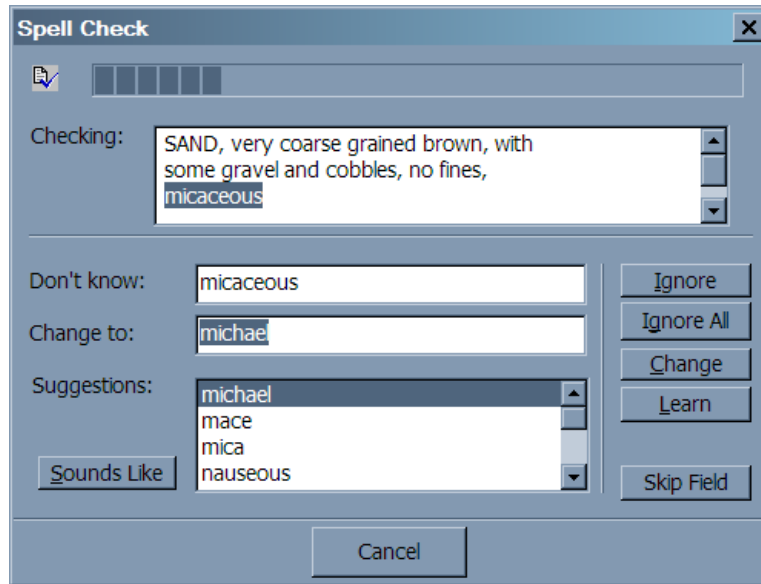 Spell Check
Checking:
SAND, very coarse grained brown, with
some gravel and cobbles, no fines,
micaceous
Don't know:
micaceous
Ignore
Change to:
michael
Ignore All
Change
Suggestions:
michael
mace
mica
nauseous
Learn
Sounds Like
Skip Field
Cancel